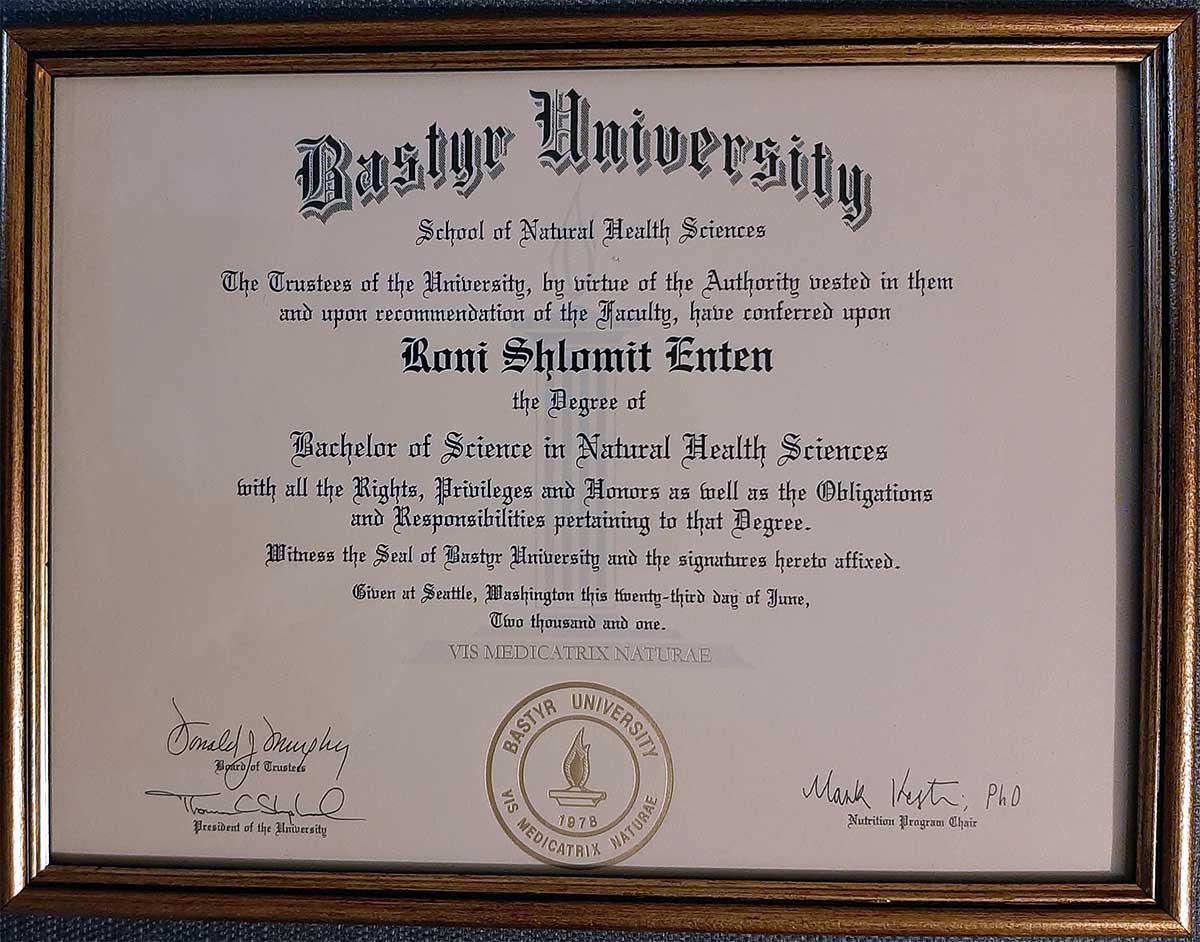 Bastyr University
School of Natural Health Sciences
The Trustees of the University, by virtue of the Authority vested in them
and upon recommendation of the Faculty, have conferred upon
Roni Shlomit Enten
the Degree of
Bachelor of Science in Natural Health Sciences
with all the Rights, Privileges and Honors as well as the Obligations
and Responsibilities pertaining to that Degree.
Witness the Seal of Bastyr University and the signatures hereto affixed.
Given at Seattle, Washington this twenty-third day of June,
Two thousand and one.
VIS MEDICATRIX NATURAE
Donald J Murphy
Board of Trustees
President of the University
BASTYR UNIVERSITY
1978
VIS MEDICATRIX NATURAE
Mark PhD
Nutrition Program Chair